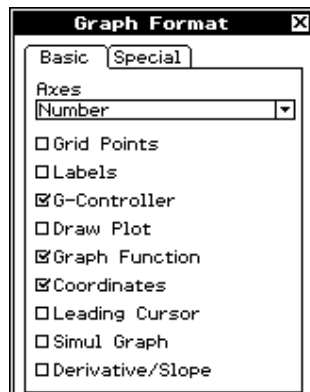 Graph Format
Basic Special
Axes
Number
Grid Points
Labels
G-Controller
Draw Plot
Graph Function
Coordinates
Leading Cursor
Simul Graph
Derivative/Slope